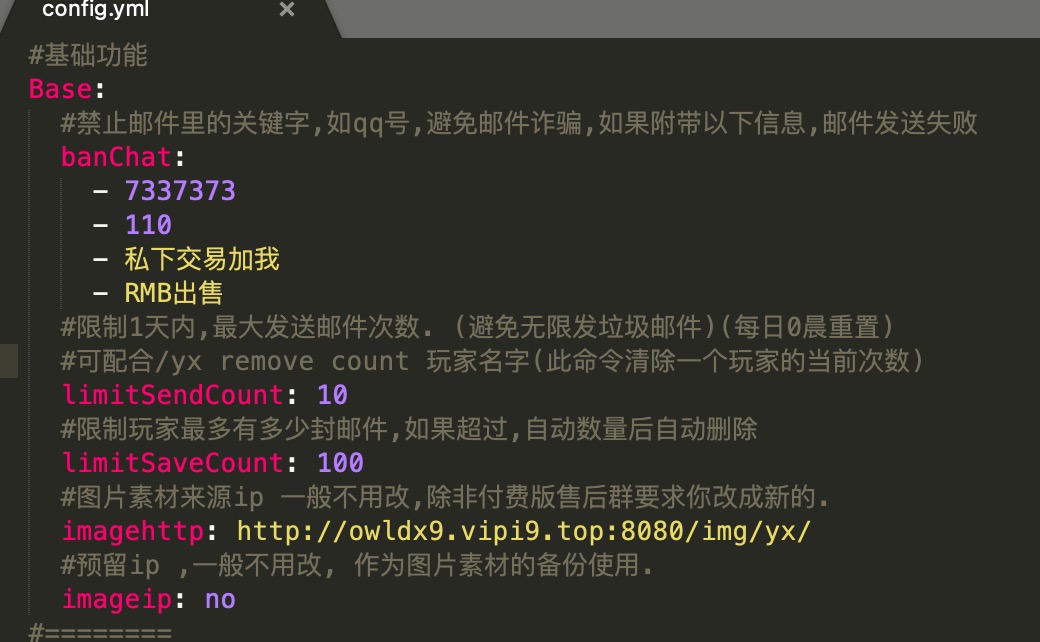 config.yml ×
#基础功能
Base:
#禁止邮件里的关键字,如qq号,避免邮件诈骗,如果附带以下信息,邮件发送失败
banChat:
- 7337373
- 110
- 私下交易加我
- RMB出售
#限制1天内,最大发送邮件次数. (避免无限发垃圾邮件)(每日0晨重置)
#可配合/yx remove count 玩家名字(此命令清除一个玩家的当前次数)
limitSendCount: 10
#限制玩家最多有多少封邮件,如果超过,自动数量后自动删除
limitSaveCount: 100
#图片素材来源ip 一般不用改,除非付费版售后群要求你改成新的.
imagehttp: http://owldx9.vipi9.top:8080/img/yx/
#预留ip ,一般不用改, 作为图片素材的备份使用.
imageip: no
#========